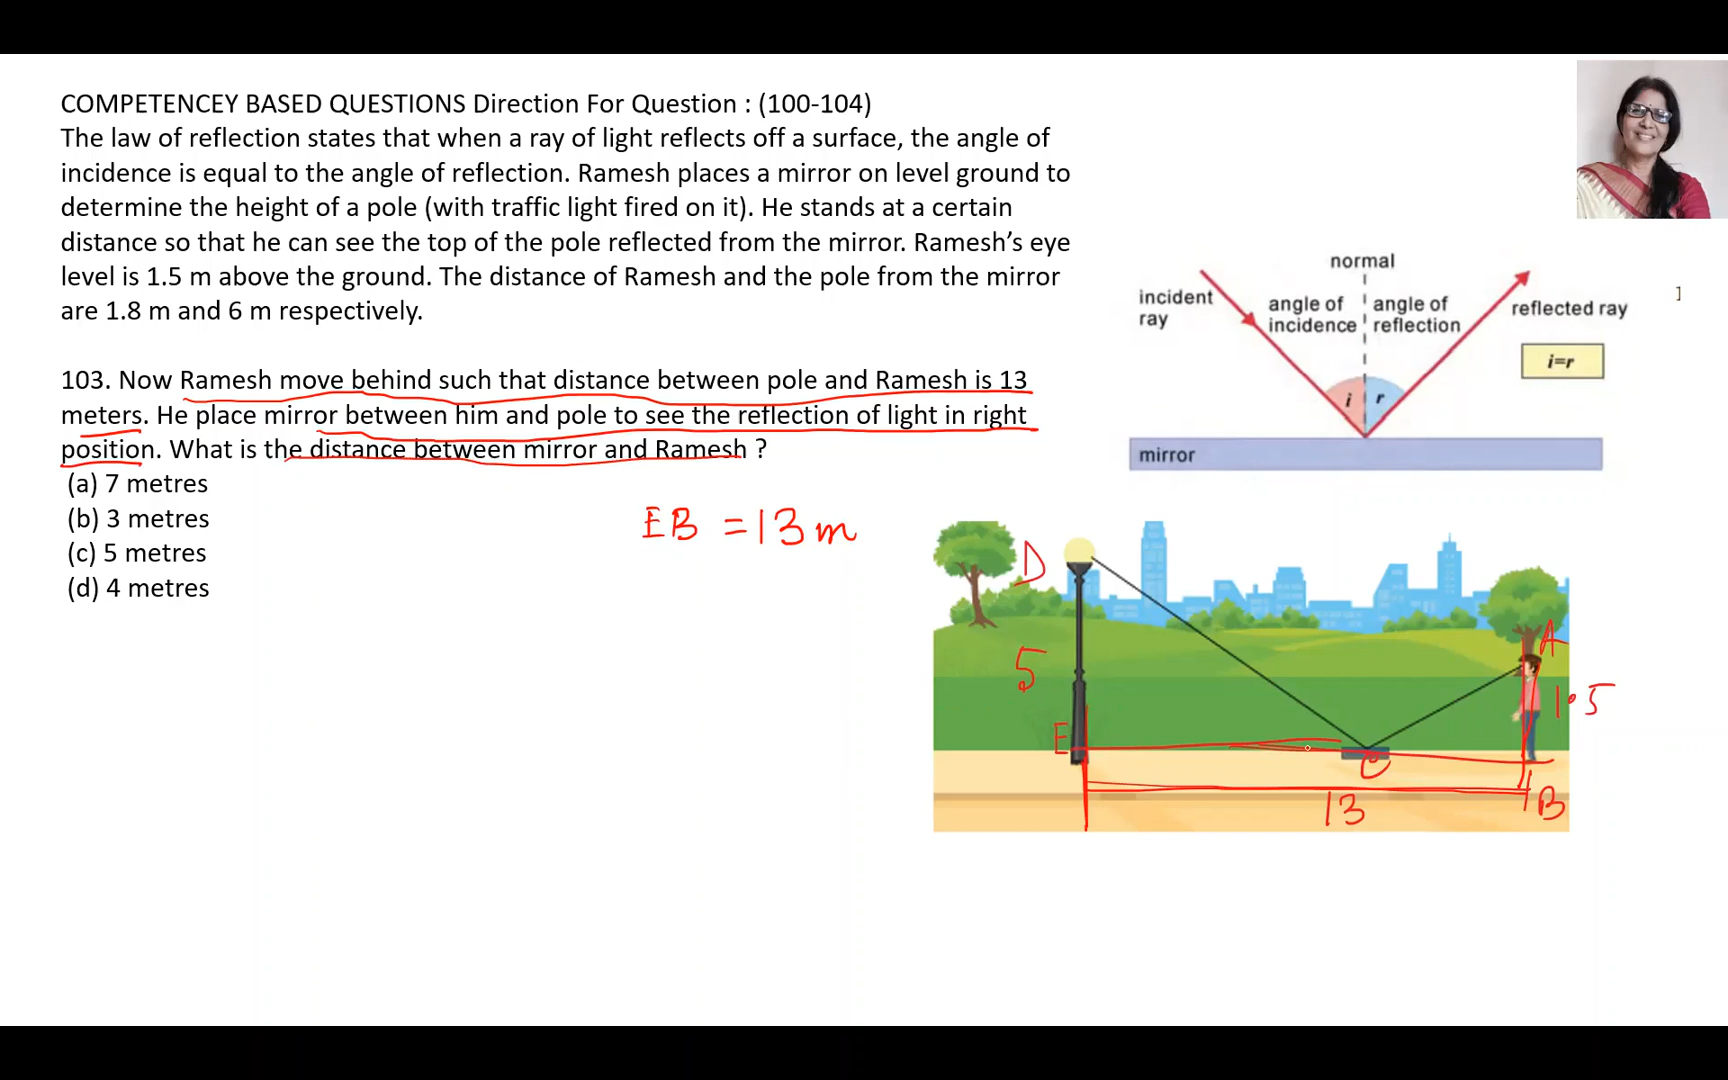 COMPETENCEY BASED QUESTIONS Direction For Question : (100-104)
The law of reflection states that when a ray of light reflects off a surface, the angle of
incidence is equal to the angle of reflection. Ramesh places a mirror on level ground to
determine the height of a pole (with traffic light fired on it). He stands at a certain
distance so that he can see the top of the pole reflected from the mirror. Ramesh’s eye
level is 1.5 m above the ground. The distance of Ramesh and the pole from the mirror
are 1.8 m and 6 m respectively.
103. Now Ramesh move behind such that distance between pole and Ramesh is 13
meters. He place mirror between him and pole to see the reflection of light in right
position. What is the distance between mirror and Ramesh ?
(a) 7 metres
(b) 3 metres
(c) 5 metres
(d) 4 metres
EB = 13 m
normal
incident
ray
angle of
incidence
angle of
reflection
reflected ray
i=r
i
r
mirror
]
D
5
E
A
1.5
C
13
B